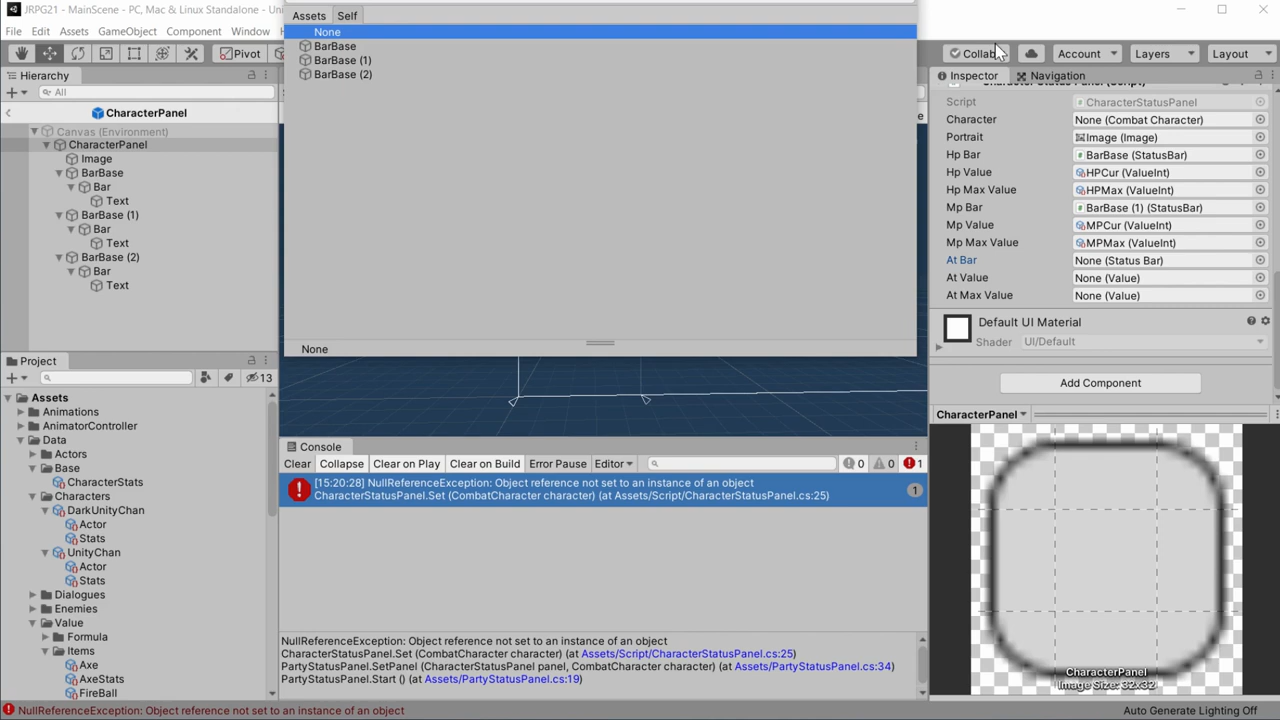 JRPG21 - MainScene - PC, Mac & Linux Standalone - Uni
Assets Self
File Edit Assets GameObject Component Window
None
BarBase
BarBase (1)
BarBase (2)
None
Pivot
Collab
Account
Layers
Layout
Hierarchy
All
CharacterPanel
Canvas (Environment)
CharacterPanel
Image
BarBase
Bar
Text
BarBase (1)
Bar
Text
BarBase (2)
Bar
Text
Inspector Navigation
Character Status Panel (Script)
Script CharacterStatusPanel
Character None (Combat Character)
Portrait Image (Image)
Hp Bar BarBase (StatusBar)
Hp Value HPCur (ValueInt)
Hp Max Value HPMax (ValueInt)
Mp Bar BarBase (1) (StatusBar)
Mp Value MPCur (ValueInt)
Mp Max Value MPMax (ValueInt)
At Bar None (Status Bar)
At Value None (Value)
At Max Value None (Value)
Default UI Material
Shader UI/Default
Add Component
CharacterPanel
CharacterPanel
Image Size: 32x32
Project
13
Assets
Animations
AnimatorController
Data
Actors
Base
CharacterStats
Characters
DarkUnityChan
Actor
Stats
UnityChan
Actor
Stats
Dialogues
Enemies
Value
Formula
Items
Axe
AxeStats
FireBall
Console
Clear Collapse Clear on Play Clear on Build Error Pause Editor 0 0 1
[15:20:28] NullReferenceException: Object reference not set to an instance of an object
CharacterStatusPanel.Set (CombatCharacter character) (at Assets/Script/CharacterStatusPanel.cs:25)
1
NullReferenceException: Object reference not set to an instance of an object
CharacterStatusPanel.Set (CombatCharacter character) (at Assets/Script/CharacterStatusPanel.cs:25)
PartyStatusPanel.SetPanel (CharacterStatusPanel panel, CombatCharacter character) (at Assets/PartyStatusPanel.cs:34)
PartyStatusPanel.Start () (at Assets/PartyStatusPanel.cs:19)
NullReferenceException: Object reference not set to an instance of an object
Auto Generate Lighting Off